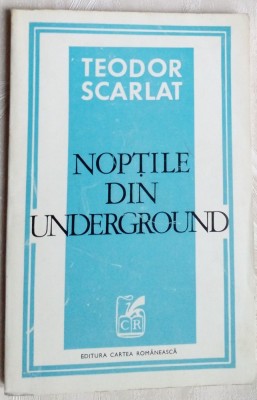 TEODOR
SCARLAT
NOPȚILE
DIN
UNDERGROUND
CR
EDITURA CARTEA ROMÂNEASCĂ